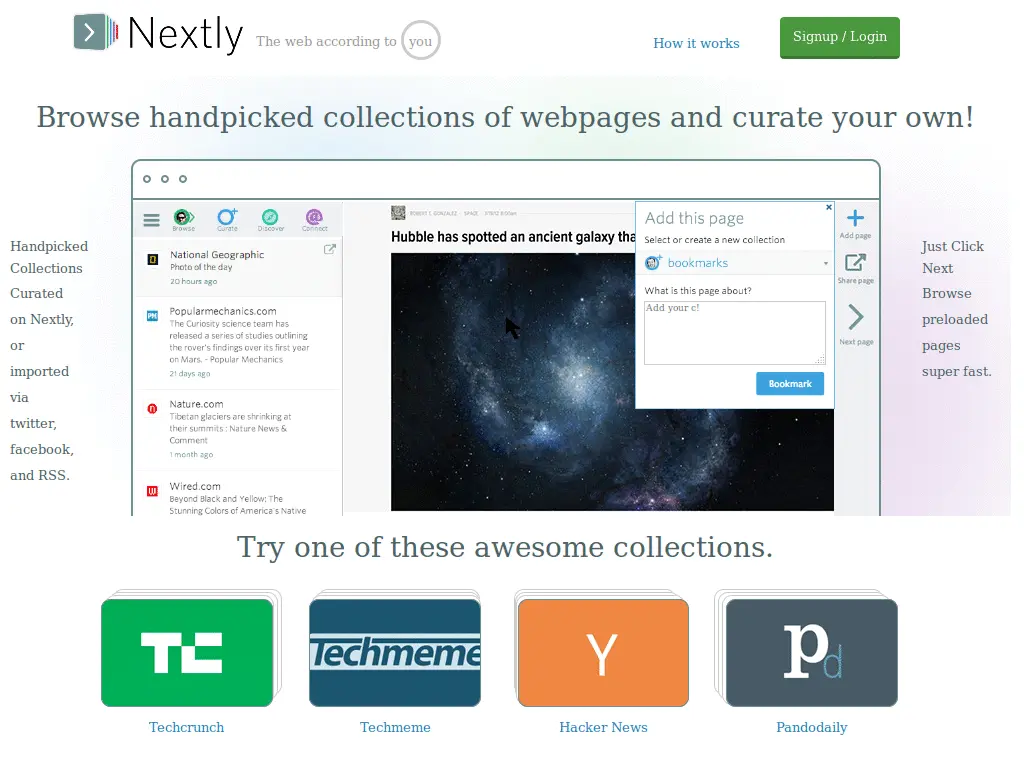 Nextly The web according to you
How it works
Signup / Login
Browse handpicked collections of webpages and curate your own!
Handpicked
Collections
Curated
on Nextly,
or
imported
via
twitter,
facebook,
and RSS.
Browse
Curate
Discover
Connect
National Geographic
Photo of the day
20 hours ago
Popularmechanics.com
The Curiosity science team has
released a series of studies outlining
the rover's findings over its first year
on Mars. - Popular Mechanics
21 days ago
Nature.com
Tibetan glaciers are shrinking at
their summits : Nature News &
Comment
1 month ago
Wired.com
Beyond Black and Yellow; The
Stunning Colors of America's Native
ROBERT T. GONZALEZ
SPACE
Hubble has spotted an ancient galaxy tha
Add this page
Select or create a new collection
bookmarks
What is this page about?
Add your c!
Bookmark
Add page
Share page
Next page
Just Click
Next
Browse
preloaded
pages
super fast.
Try one of these awesome collections.
TC
Techmeme
Y
pd
Techcrunch
Techmeme
Hacker News
Pandodaily